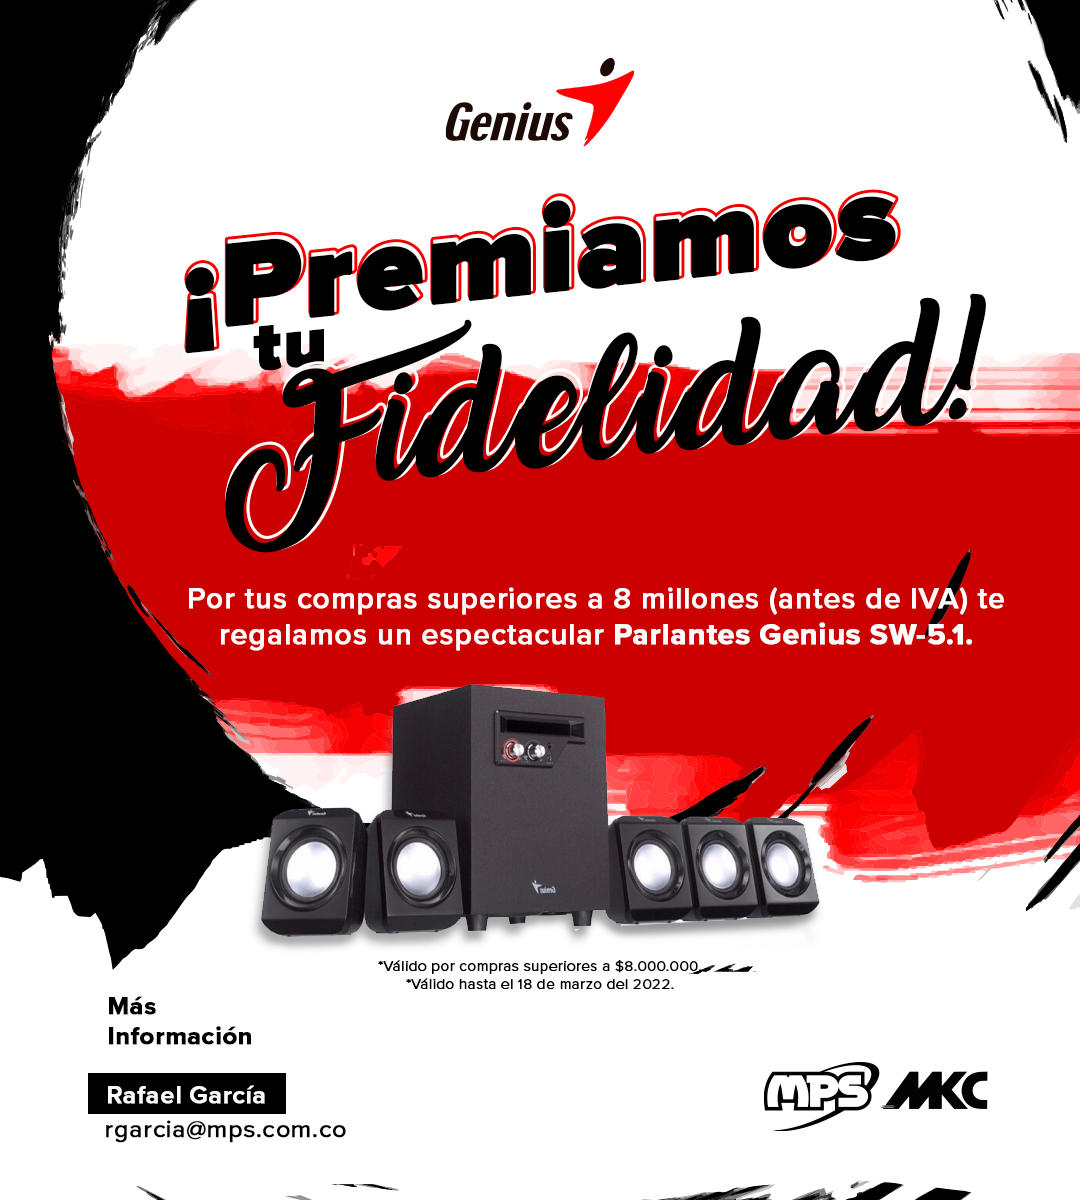 Genius
¡Premiamos
tu
Fidelidad!
Por tus compras superiores a 8 millones (antes de IVA) te
regalamos un espectacular Parlantes Genius SW-5.1.
Genius
*Válido por compras superiores a $8.000.000
*Válido hasta el 18 de marzo del 2022.
Más
Información
Rafael García
rgarcia@mps.com.co
MPS MKC